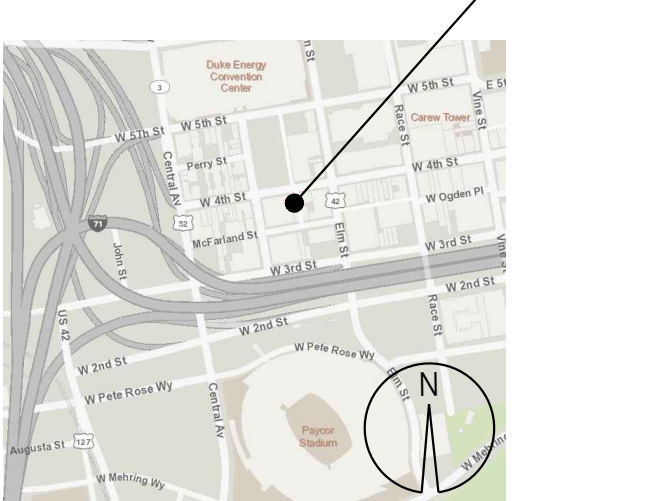 n St
Duke Energy
Convention
Center
3
W 5th St
E 5t
W 5Th St
W 5th St
Race St
Carew Tower
Vine St
Perry St
Central Av
W 4th St
W 4th St
42
W Ogden Pl
52
71
McFarland St
Elm St
W 3rd St
John St
W 3rd St
Vine S
W 2nd St
US 42
W 2nd St
Race St
W Pete Rose Wy
W 2nd St
N
W Pete Rose Wy
Elm St
Central Av
Paycor
Stadium
Augusta St
127
W Mehring
W Mehring Wy